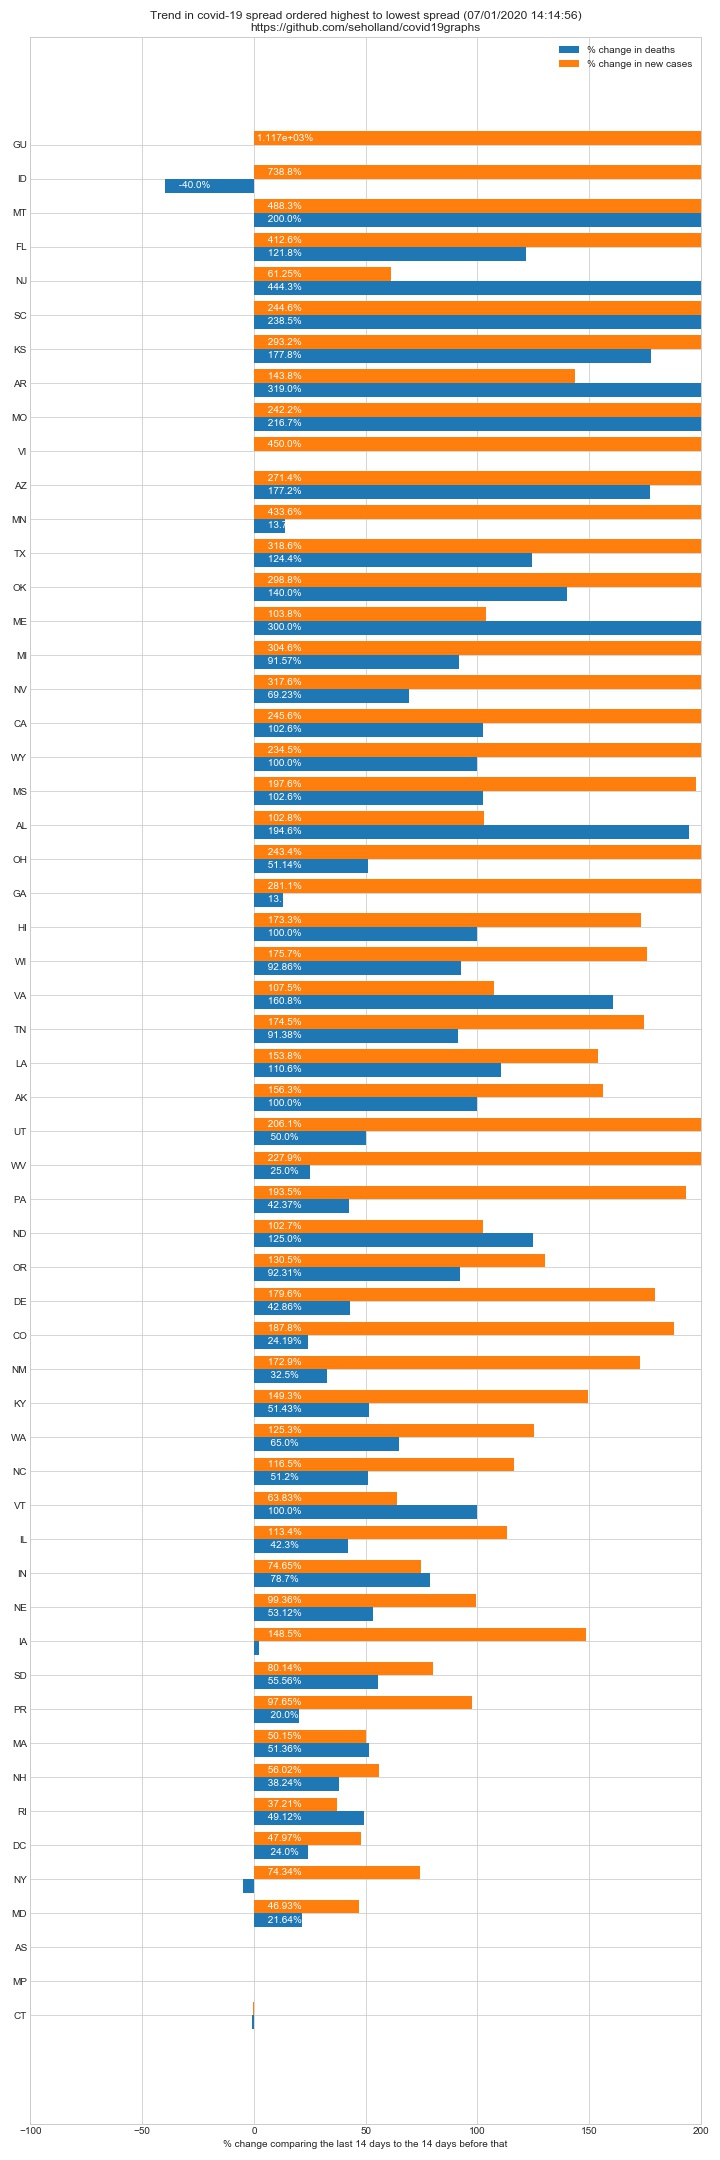 Trend in covid-19 spread ordered highest to lowest spread (07/01/2020 14:14:56)
https://github.com/seholland/covid19graphs
% change in deaths
% change in new cases
GU 1.117e+03%
ID 738.8%
-40.0%
MT 488.3%
200.0%
FL 412.6%
121.8%
NJ 61.25%
444.3%
SC 244.6%
238.5%
KS 293.2%
177.8%
AR 143.8%
319.0%
MO 242.2%
216.7%
VI 450.0%
AZ 271.4%
177.2%
MN 433.6%
13.7
TX 318.6%
124.4%
OK 298.8%
140.0%
ME 103.8%
300.0%
MI 304.6%
91.57%
NV 317.6%
69.23%
CA 245.6%
102.6%
WY 234.5%
100.0%
MS 197.6%
102.6%
AL 102.8%
194.6%
OH 243.4%
51.14%
GA 281.1%
13.
HI 173.3%
100.0%
WI 175.7%
92.86%
VA 107.5%
160.8%
TN 174.5%
91.38%
LA 153.8%
110.6%
AK 156.3%
100.0%
UT 206.1%
50.0%
WV 227.9%
25.0%
PA 193.5%
42.37%
ND 102.7%
125.0%
OR 130.5%
92.31%
DE 179.6%
42.86%
CO 187.8%
24.19%
NM 172.9%
32.5%
KY 149.3%
51.43%
WA 125.3%
65.0%
NC 116.5%
51.2%
VT 63.83%
100.0%
IL 113.4%
42.3%
IN 74.65%
78.7%
NE 99.36%
53.12%
IA 148.5%
SD 80.14%
55.56%
PR 97.65%
20.0%
MA 50.15%
51.36%
NH 56.02%
38.24%
RI 37.21%
49.12%
DC 47.97%
24.0%
NY 74.34%
MD 46.93%
21.64%
AS
MP
CT
−100 −50 0 50 100 150 200
% change comparing the last 14 days to the 14 days before that